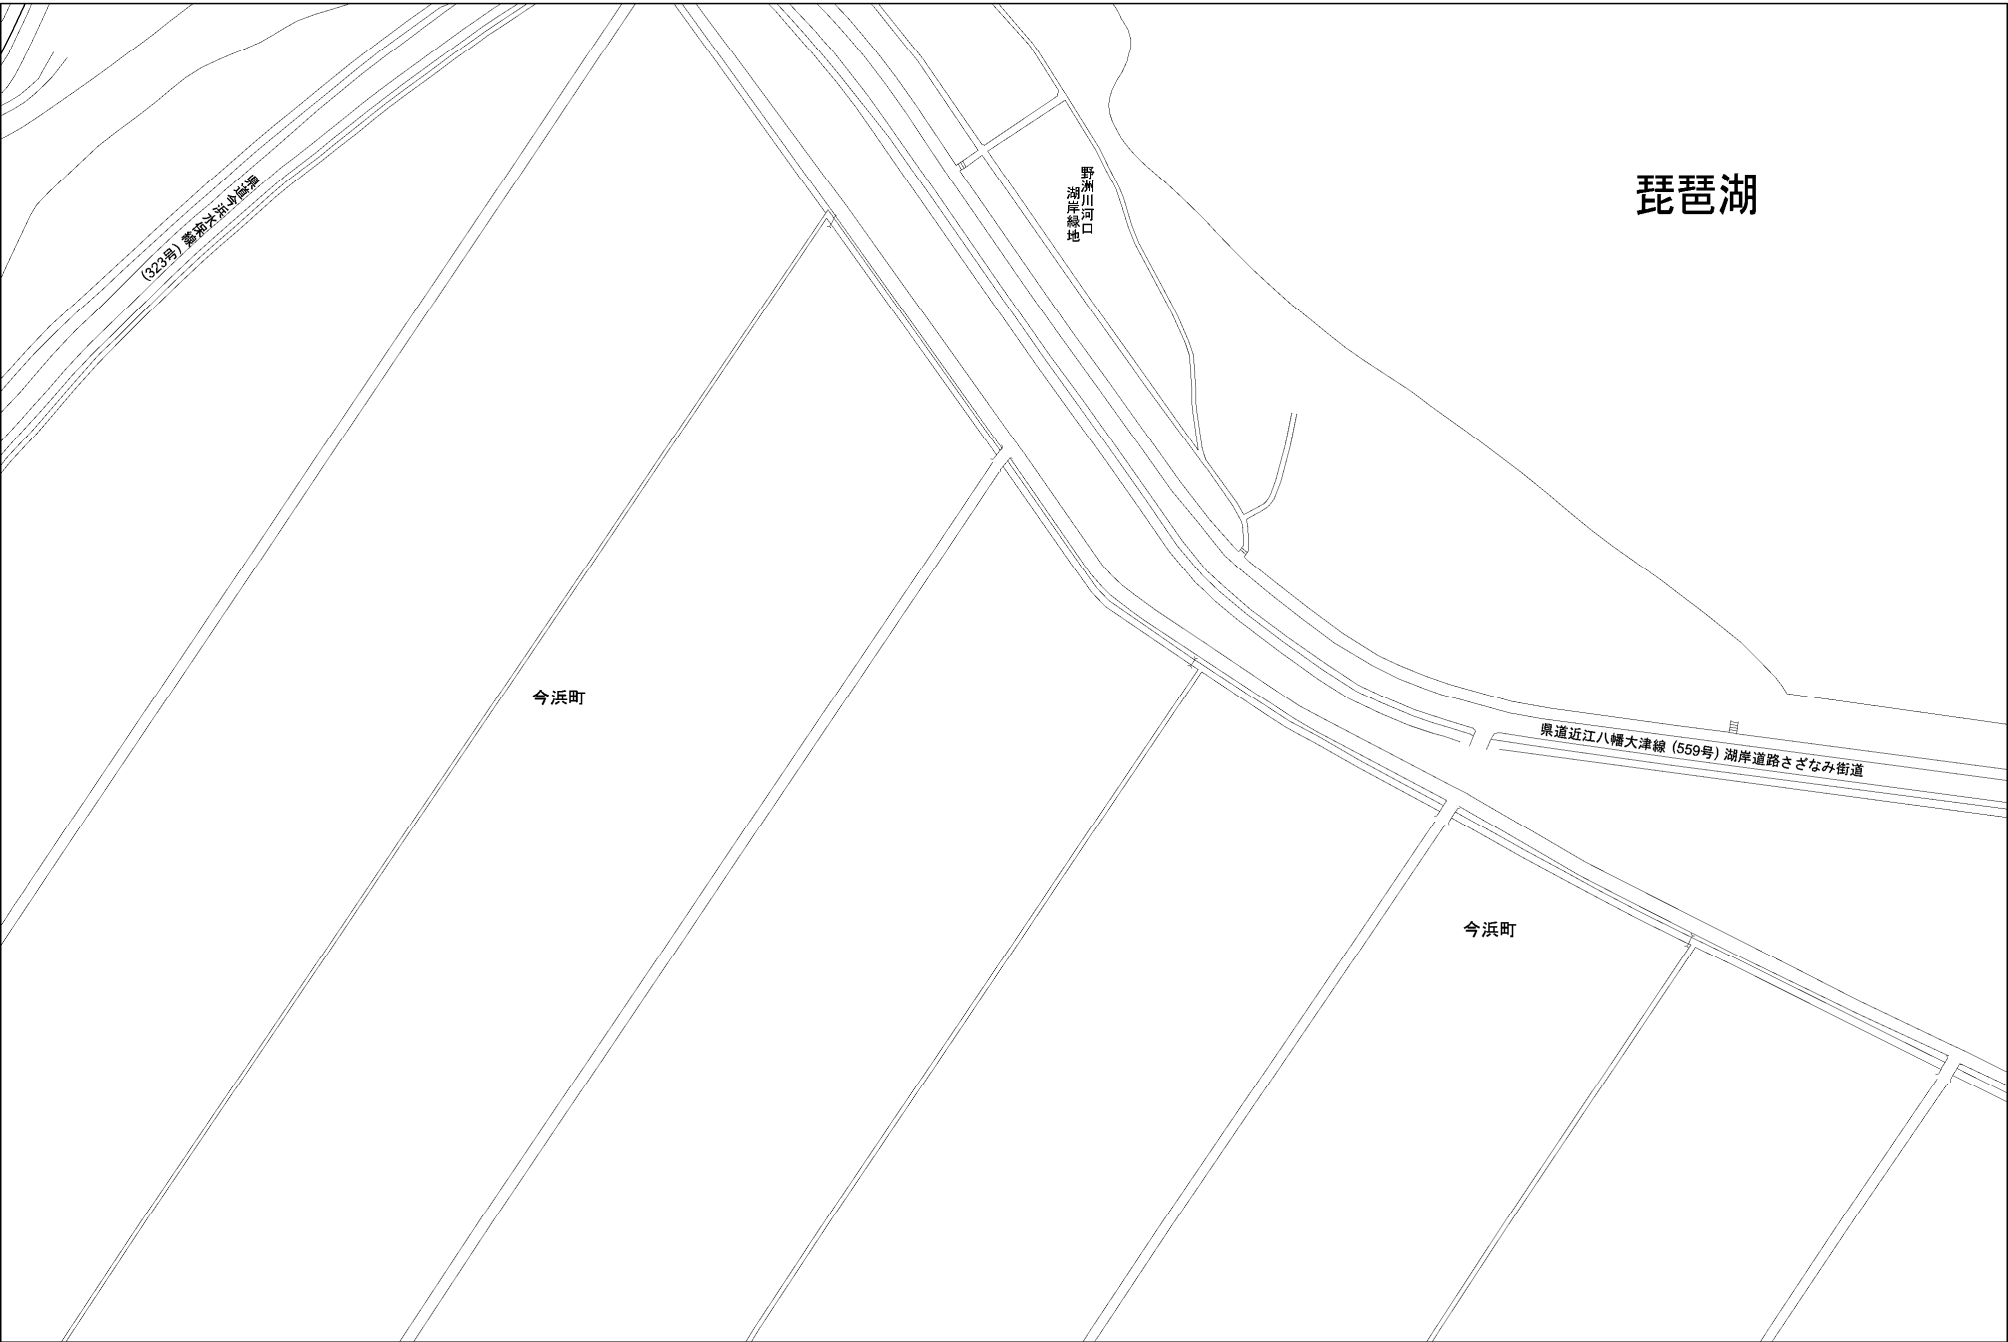 琵琶湖
野洲川河口
湖岸緑地
県道今浜水保線 (323号)
今浜町
県道近江八幡大津線 (559号) 湖岸道路さざなみ街道
今浜町